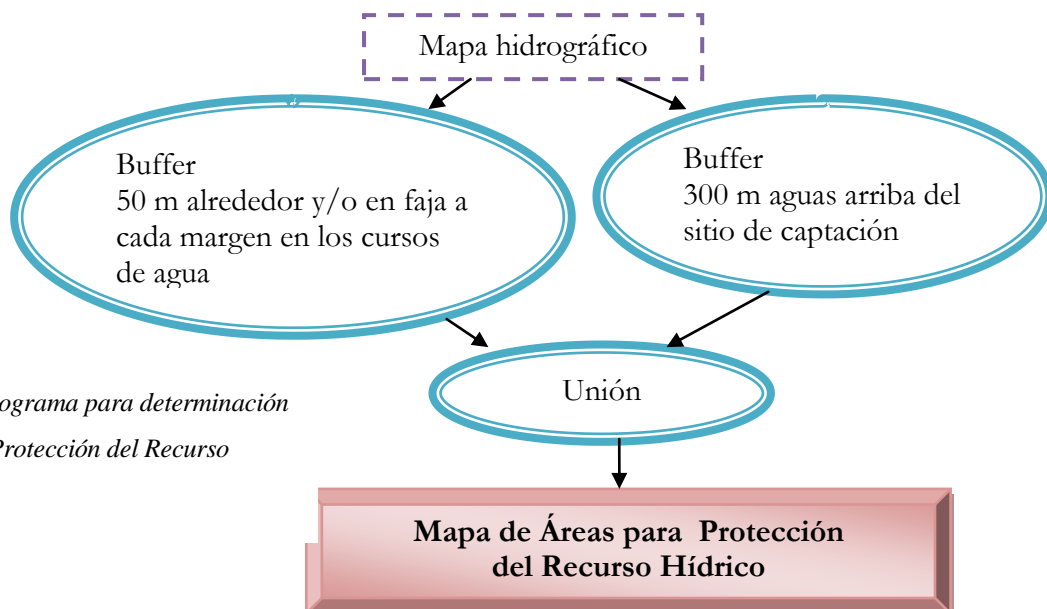 Mapa hidrográfico
Buffer
50 m alrededor y/o en faja a
cada margen en los cursos
de agua
Buffer
300 m aguas arriba del
sitio de captación
Unión
ograma para determinación
Protección del Recurso
Mapa de Áreas para Protección
del Recurso Hídrico